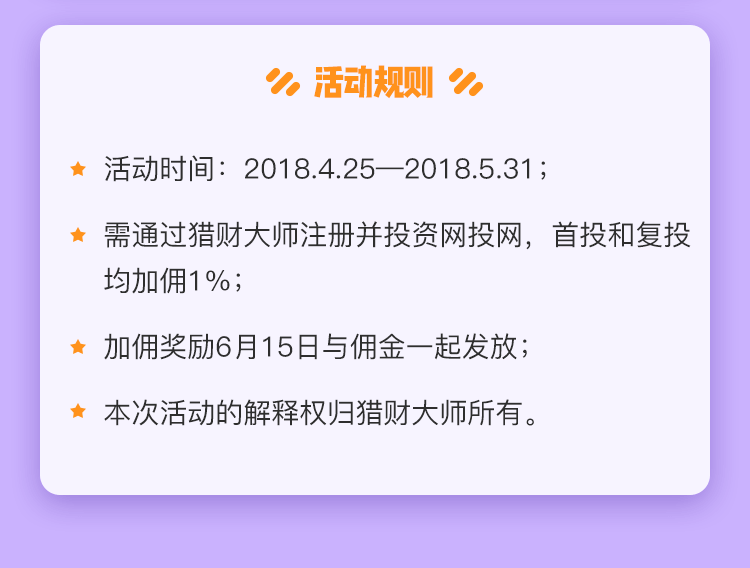 活动规则
活动时间：2018.4.25—2018.5.31；
需通过猎财大师注册并投资网投网，首投和复投
均加佣1%；
加佣奖励6月15日与佣金一起发放；
本次活动的解释权归猎财大师所有。